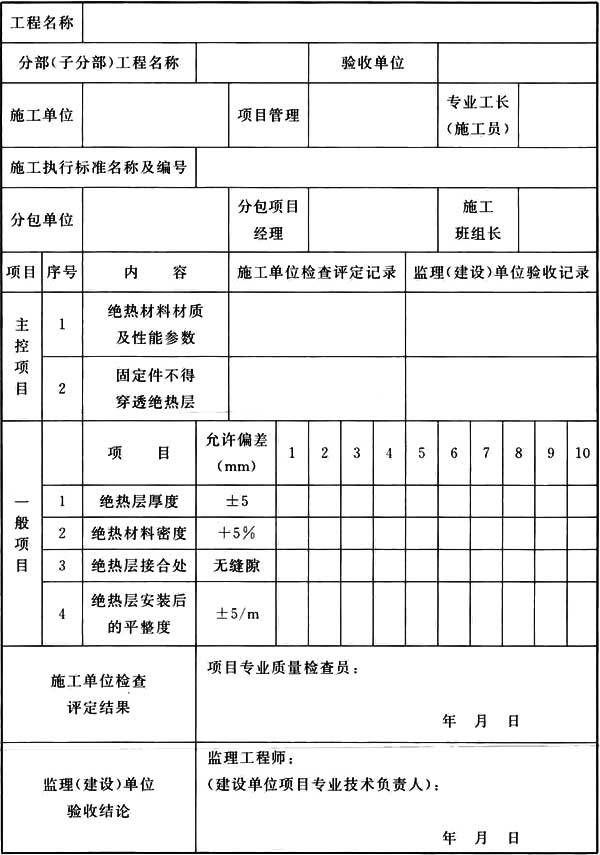 工程名称
分部(子分部)工程名称 验收单位
施工单位 项目管理 专业工长
(施工员)
施工执行标准名称及编号
分包单位 分包项目
经理 施工
班组长
项目 序号 内 容 施工单位检查评定记录 监理(建设)单位验收记录
主控项目
1 绝热材料材质
及性能参数
2 固定件不得
穿透绝热层
一般项目
项 目 允许偏差
(mm) 1 2 3 4 5 6 7 8 9 10
1 绝热层厚度 ±5
2 绝热材料密度 +5%
3 绝热层接合处 无缝隙
4 绝热层安装后
的平整度 ±5/m
施工单位检查
评定结果
项目专业质量检查员:
年 月 日
监理(建设)单位
验收结论
监理工程师:
(建设单位项目专业技术负责人):
年 月 日